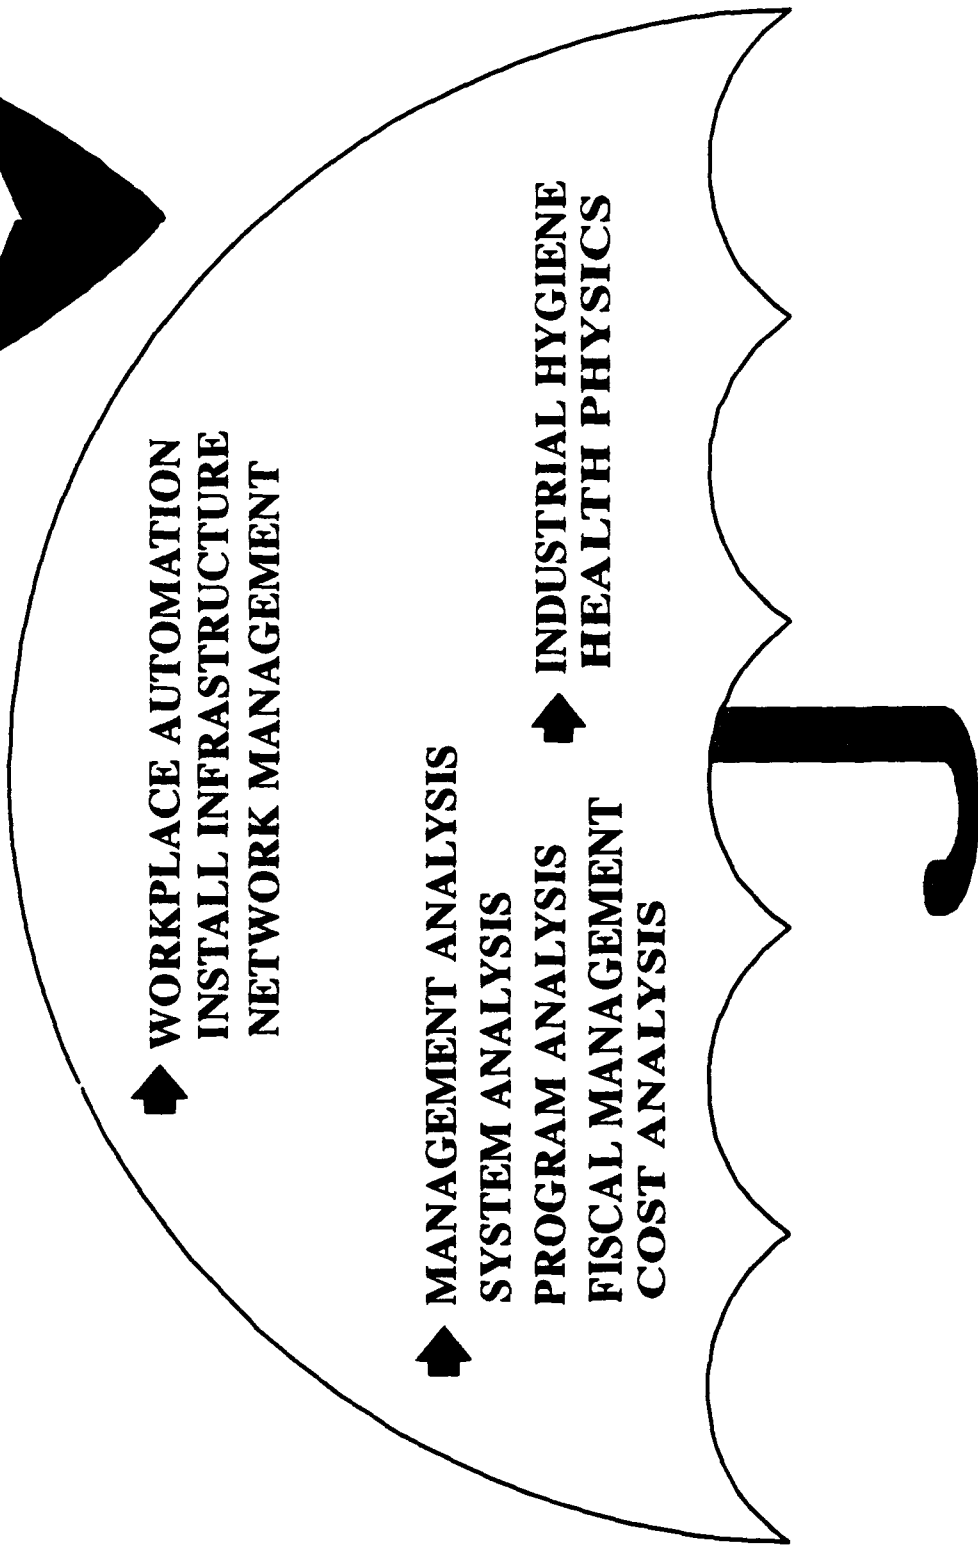 WORKPLACE AUTOMATION
INSTALL INFRASTRUCTURE
NETWORK MANAGEMENT
MANAGEMENT ANALYSIS
SYSTEM ANALYSIS
PROGRAM ANALYSIS
FISCAL MANAGEMENT
COST ANALYSIS
INDUSTRIAL HYGIENE
HEALTH PHYSICS